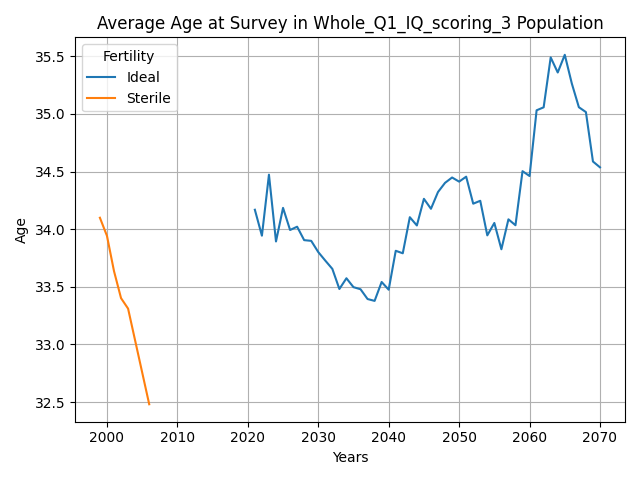 Average Age at Survey in Whole_Q1_IQ_scoring_3 Population
Fertility
Ideal
Sterile
35.5
35.0
34.5
34.0
33.5
33.0
32.5
Age
2000 2010 2020 2030 2040 2050 2060 2070
Years